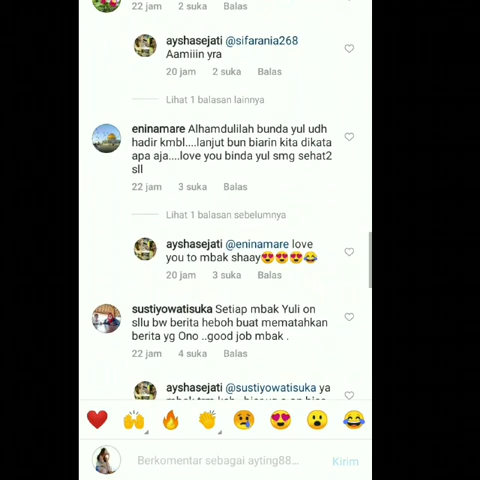 22 jam 2 suka Balas
ayshasejati @sifarania268
Aamiiin yra
20 jam 2 suka Balas
Lihat 1 balasan lainnya
eninamare Alhamdulilah bunda yul udh
hadir kmbl....lanjut bun biarin kita dikata
apa aja....love you binda yul smg sehat2
sll
22 jam 3 suka Balas
Lihat 1 balasan sebelumnya
ayshasejati @eninamare love
you to mbak shaay😍😍😍😂
20 jam 3 suka Balas
sustiyowatisuka Setiap mbak Yuli on
sllu bw berita heboh buat mematahkan
berita yg Ono ..good job mbak .
22 jam 4 suka Balas
ayshasejati @sustiyowatisuka ya
❤️🙌🔥👏😢😍😮😂
Berkomentar sebagai ayting88... Kirim